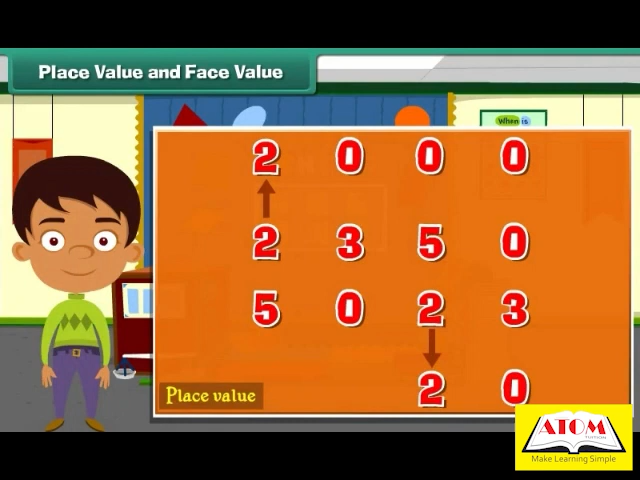 Place Value and Face Value
When is
2 0 0 0
2 3 5 0
5 0 2 3
2 0
Place value
ATOM
TUITION
Make Learning Simple